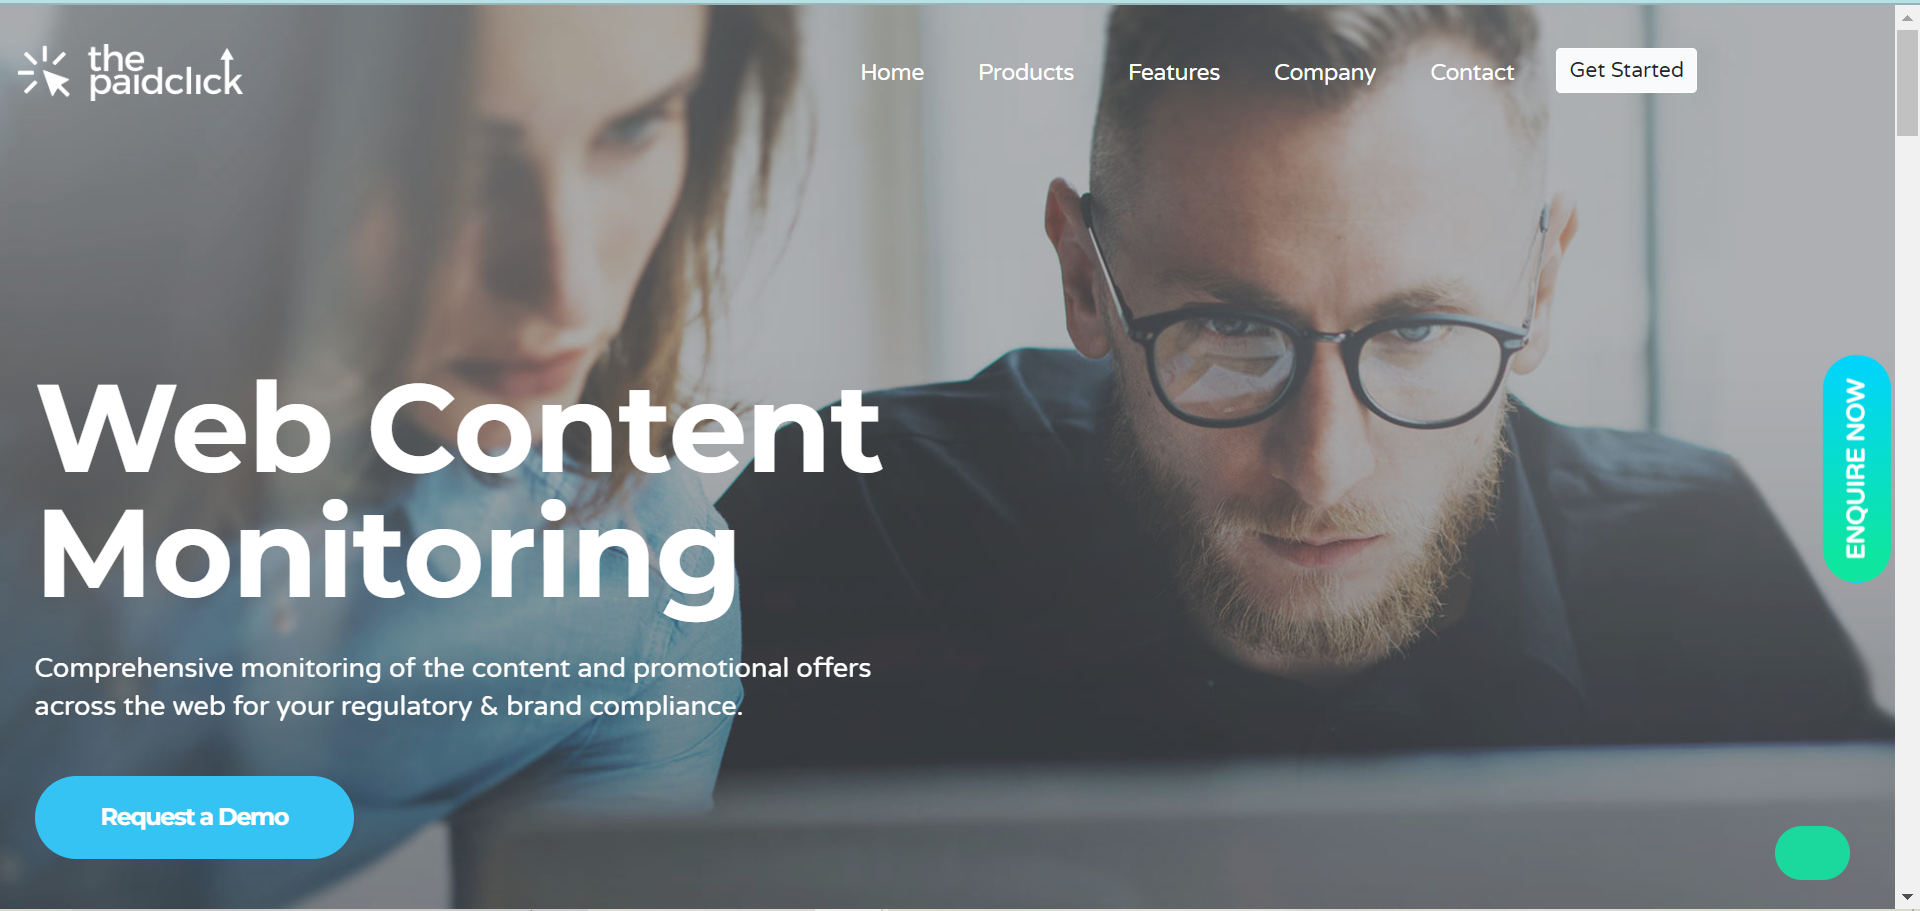 the
paidclick
Home
Products
Features
Company
Contact
Get Started
Web Content
Monitoring
Comprehensive monitoring of the content and promotional offers
across the web for your regulatory & brand compliance.
Request a Demo
ENQUIRE NOW